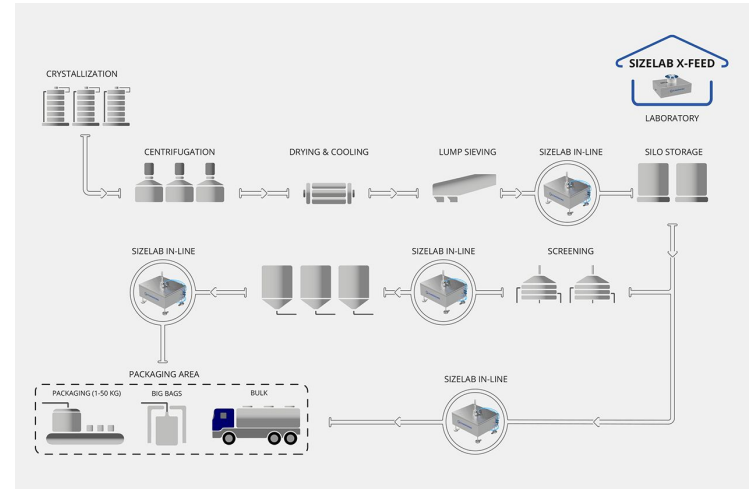 SIZELAB X-FEED
LABORATORY
CRYSTALLIZATION
CENTRIFUGATION
DRYING & COOLING
LUMP SIEVING
SIZELAB IN-LINE
SILO STORAGE
SIZELAB IN-LINE
SIZELAB IN-LINE
SCREENING
PACKAGING AREA
PACKAGING (1-50 KG)
BIG BAGS
BULK
SIZELAB IN-LINE